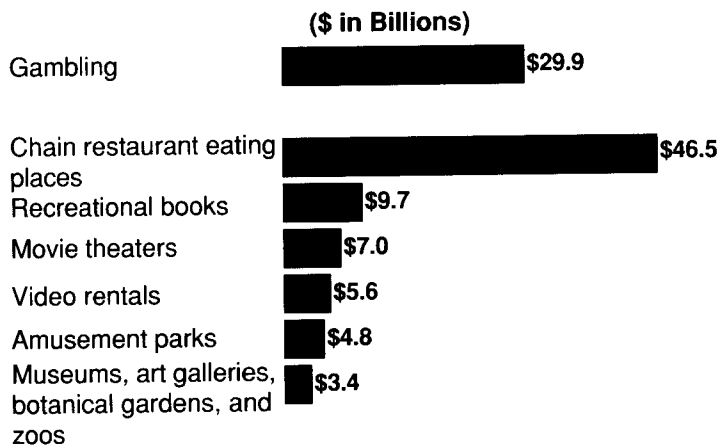 ($ in Billions)
Gambling
$29.9
Chain restaurant eating
places
$46.5
Recreational books
$9.7
Movie theaters
$7.0
Video rentals
$5.6
Amusement parks
$4.8
Museums, art galleries,
botanical gardens, and
zoos
$3.4